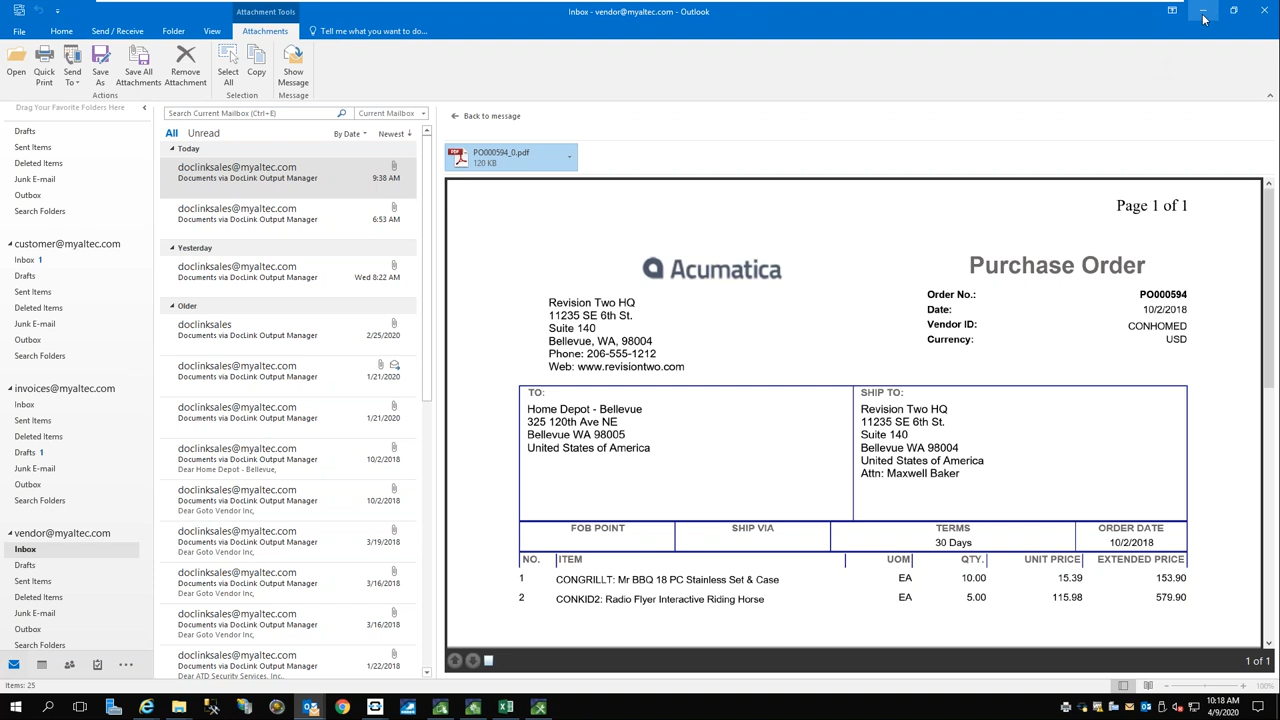 Attachment Tools
Inbox - vendor@myaltec.com - Outlook
File
Home
Send / Receive
Folder
View
Attachments
Tell me what you want to do...
Open
Quick Print
Send To
Save As
Save All Attachments
Remove Attachment
Select All
Copy
Show Message
Actions
Selection
Message
Drag Your Favorite Folders Here
Drafts
Sent Items
Deleted Items
Junk E-mail
Outbox
Search Folders
customer@myaltec.com
Inbox 1
Drafts
Sent Items
Deleted Items
Junk E-mail
Outbox
Search Folders
invoices@myaltec.com
Inbox
Sent Items
Deleted Items
Drafts 1
Junk E-mail
Outbox
Search Folders
vendor@myaltec.com
Inbox
Drafts
Sent Items
Deleted Items
Junk E-mail
Outbox
Search Folders
Search Current Mailbox (Ctrl+E)
Current Mailbox
All Unread
By Date Newest
Today
doclinksales@myaltec.com
Documents via DocLink Output Manager 9:38 AM
doclinksales@myaltec.com
Documents via DocLink Output Manager 6:53 AM
Yesterday
doclinksales@myaltec.com
Documents via DocLink Output Manager Wed 8:22 AM
Older
doclinksales
Documents via DocLink Output Manager 2/25/2020
doclinksales@myaltec.com
Documents via DocLink Output Manager 1/21/2020
doclinksales@myaltec.com
Documents via DocLink Output Manager 1/21/2020
doclinksales@myaltec.com
Documents via DocLink Output Manager 10/2/2018
Dear Home Depot - Bellevue,
doclinksales@myaltec.com
Documents via DocLink Output Manager 10/2/2018
Dear Goto Vendor Inc,
doclinksales@myaltec.com
Documents via DocLink Output Manager 3/19/2018
Dear Goto Vendor Inc,
doclinksales@myaltec.com
Documents via DocLink Output Manager 3/16/2018
Dear Goto Vendor Inc,
doclinksales@myaltec.com
Documents via DocLink Output Manager 3/16/2018
Dear Goto Vendor Inc,
doclinksales@myaltec.com
Documents via DocLink Output Manager 1/22/2018
Dear ATD Security Services, Inc.,
Back to message
PDF
PO000594_0.pdf
120 KB
Page 1 of 1
Acumatica
Purchase Order
Revision Two HQ
11235 SE 6th St.
Suite 140
Bellevue, WA, 98004
Phone: 206-555-1212
Web: www.revisiontwo.com
Order No.: PO000594
Date: 10/2/2018
Vendor ID: CONHOMED
Currency: USD
TO:
Home Depot - Bellevue
325 120th Ave NE
Bellevue WA 98005
United States of America
SHIP TO:
Revision Two HQ
11235 SE 6th St.
Suite 140
Bellevue WA 98004
United States of America
Attn: Maxwell Baker
FOB POINT SHIP VIA TERMS ORDER DATE
30 Days 10/2/2018
NO. ITEM UOM QTY. UNIT PRICE EXTENDED PRICE
1 CONGRILLT: Mr BBQ 18 PC Stainless Set & Case EA 10.00 15.39 153.90
2 CONKID2: Radio Flyer Interactive Riding Horse EA 5.00 115.98 579.90
1 of 1
Items: 25
100%
10:18 AM
4/9/2020